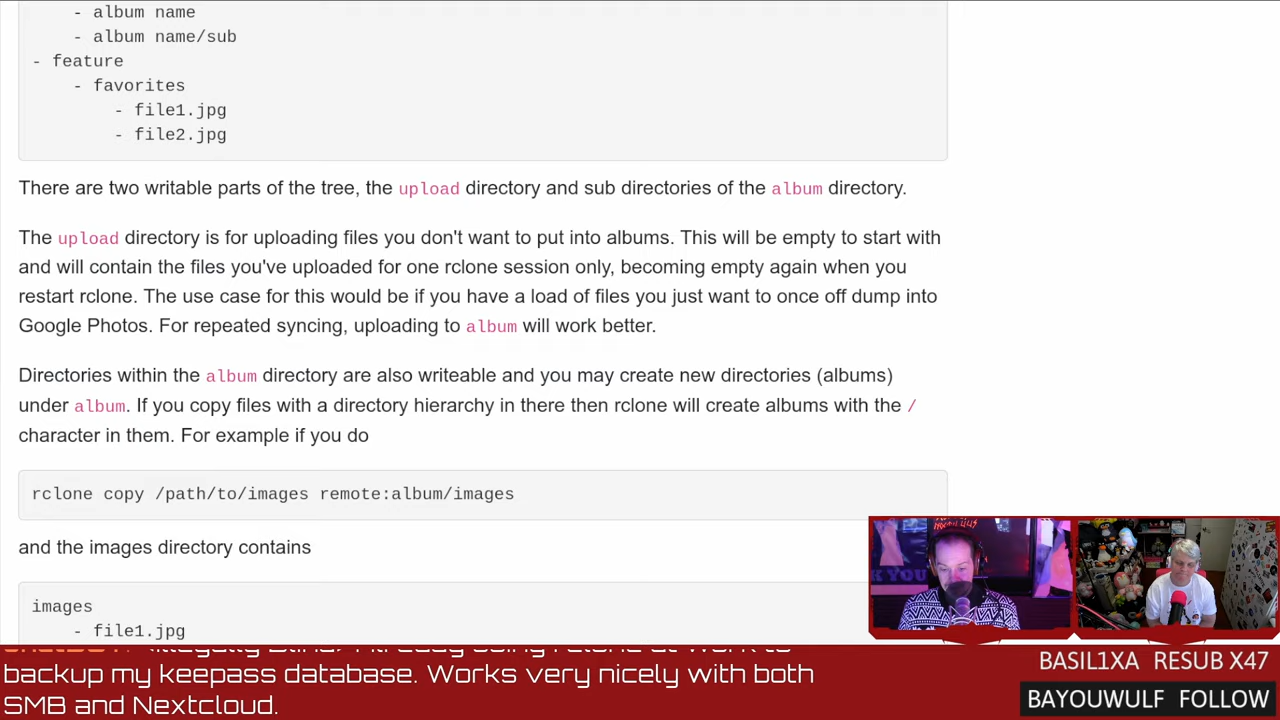 - album name
- album name/sub
- feature
- favorites
- file1.jpg
- file2.jpg
There are two writable parts of the tree, the upload directory and sub directories of the album directory.
The upload directory is for uploading files you don't want to put into albums. This will be empty to start with
and will contain the files you've uploaded for one rclone session only, becoming empty again when you
restart rclone. The use case for this would be if you have a load of files you just want to once off dump into
Google Photos. For repeated syncing, uploading to album will work better.
Directories within the album directory are also writeable and you may create new directories (albums)
under album. If you copy files with a directory hierarchy in there then rclone will create albums with the /
character in them. For example if you do
rclone copy /path/to/images remote:album/images
and the images directory contains
images
- file1.jpg
Already using rclone at work to
backup my keepass database. Works very nicely with both
SMB and Nextcloud.
BASIL1XA RESUB X47
BAYOUWULF FOLLOW